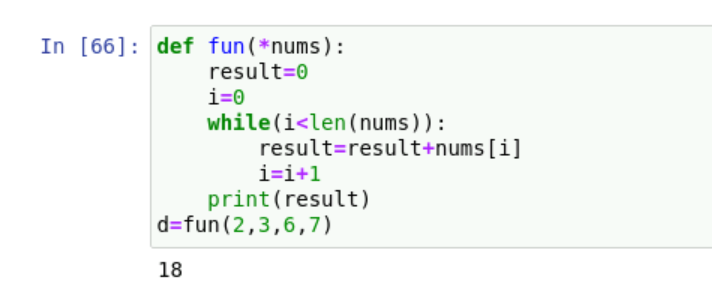 In [66]: def fun(*nums):
    result=0
    i=0
    while(i<len(nums)):
        result=result+nums[i]
        i=i+1
    print(result)
d=fun(2,3,6,7)
18